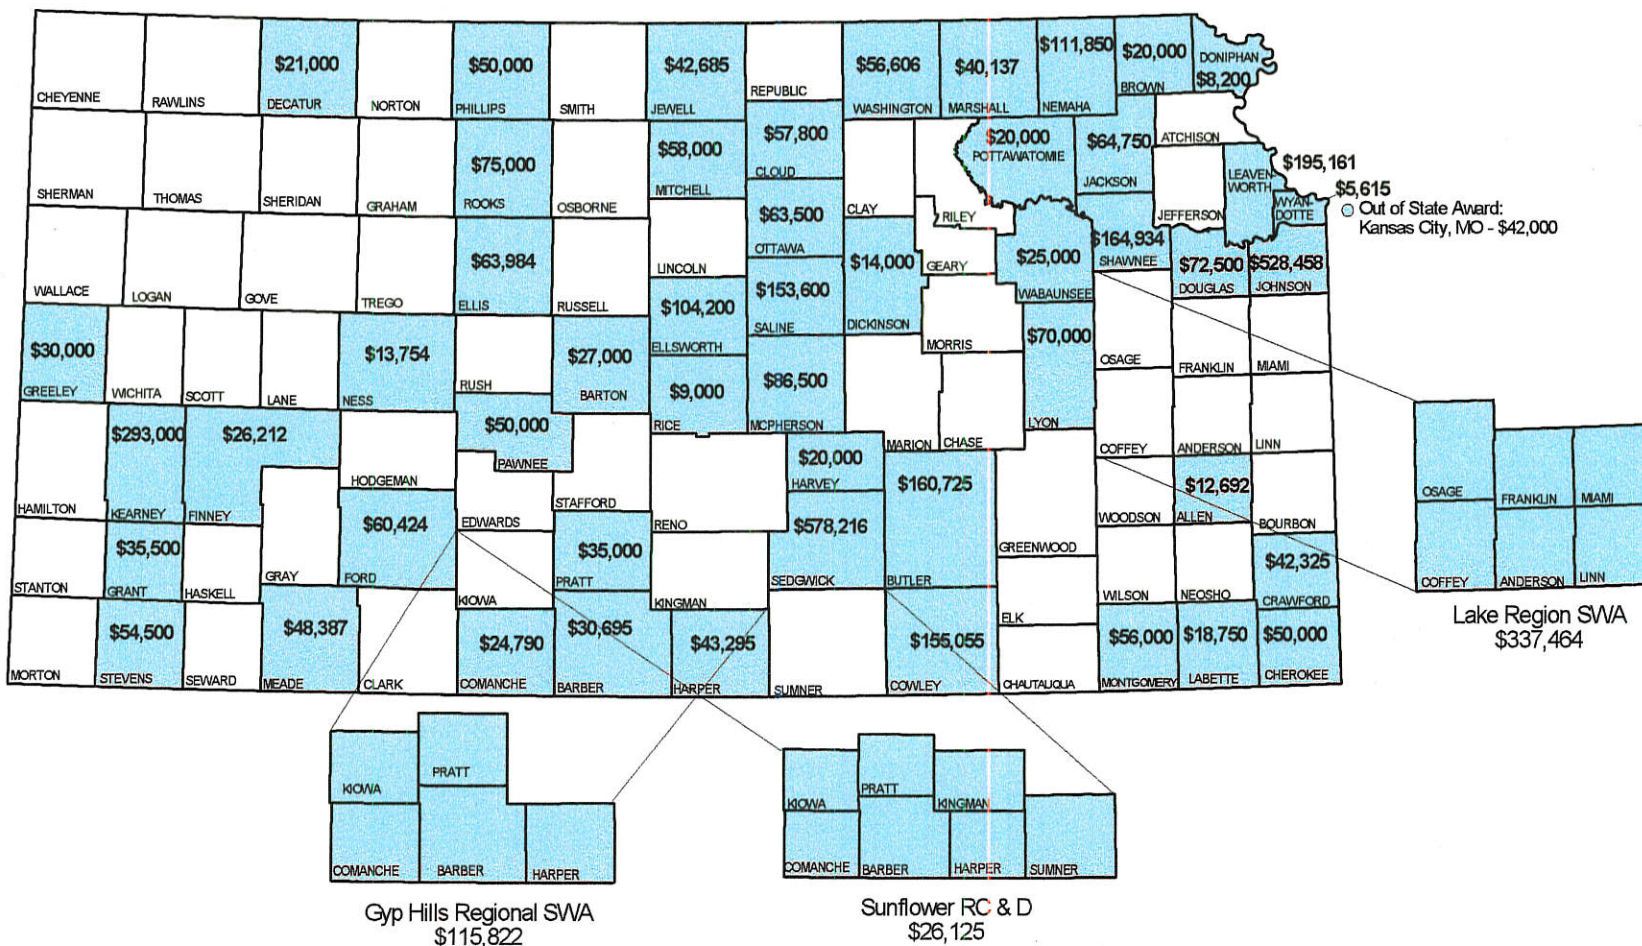 $21,000
$50,000
$42,685
$56,606
$40,137
$111,850
$20,000
DONIPHAN
$8,200
CHEYENNE
RAWLINS
DECATUR
NORTON
PHILLIPS
SMITH
JEWELL
REPUBLIC
WASHINGTON
MARSHALL
NEMAHA
BROWN
$75,000
$58,000
$57,800
$20,000
POTTAWATOMIE
$64,750
ATCHISON
SHERMAN
THOMAS
SHERIDAN
GRAHAM
ROOKS
OSBORNE
MITCHELL
CLOUD
CLAY
RILEY
JACKSON
JEFFERSON
LEAVEN-
WORTH
$195,161
$5,615
WYAN-
DOTTE
Out of State Award:
Kansas City, MO - $42,000
$63,984
$63,500
OTTAWA
$14,000
GEARY
$25,000
$164,934
SHAWNEE
$72,500
$528,458
WALLACE
LOGAN
GOVE
TREGO
ELLIS
RUSSELL
LINCOLN
$153,600
SALINE
DICKINSON
WABAUNSEE
DOUGLAS
JOHNSON
$30,000
$13,754
$27,000
$104,200
ELLSWORTH
MORRIS
$70,000
OSAGE
FRANKLIN
MIAMI
GREELEY
WICHITA
SCOTT
LANE
NESS
RUSH
BARTON
$9,000
RICE
$86,500
MCPHERSON
MARION
CHASE
LYON
COFFEY
ANDERSON
LINN
$293,000
$26,212
$50,000
PAWNEE
$20,000
HARVEY
$160,725
$12,692
HAMILTON
KEARNEY
FINNEY
HODGEMAN
EDWARDS
STAFFORD
RENO
GREENWOOD
WOODSON
ALLEN
BOURBON
$35,500
$60,424
$35,000
$578,216
$42,325
STANTON
GRANT
HASKELL
GRAY
FORD
KIOWA
PRATT
KINGMAN
SEDGWICK
BUTLER
ELK
WILSON
NEOSHO
CRAWFORD
$54,500
$48,387
$24,790
$30,695
$43,295
$155,055
$56,000
$18,750
$50,000
MORTON
STEVENS
SEWARD
MEADE
CLARK
COMANCHE
BARBER
HARPER
SUMNER
COWLEY
CHAUTAUQUA
MONTGOMERY
LABETTE
CHEROKEE
OSAGE
FRANKLIN
MIAMI
COFFEY
ANDERSON
LINN
Lake Region SWA
$337,464
KIOWA
PRATT
COMANCHE
BARBER
HARPER
Gyp Hills Regional SWA
$115,822
KIOWA
PRATT
KINGMAN
COMANCHE
BARBER
HARPER
SUMNER
Sunflower RC & D
$26,125